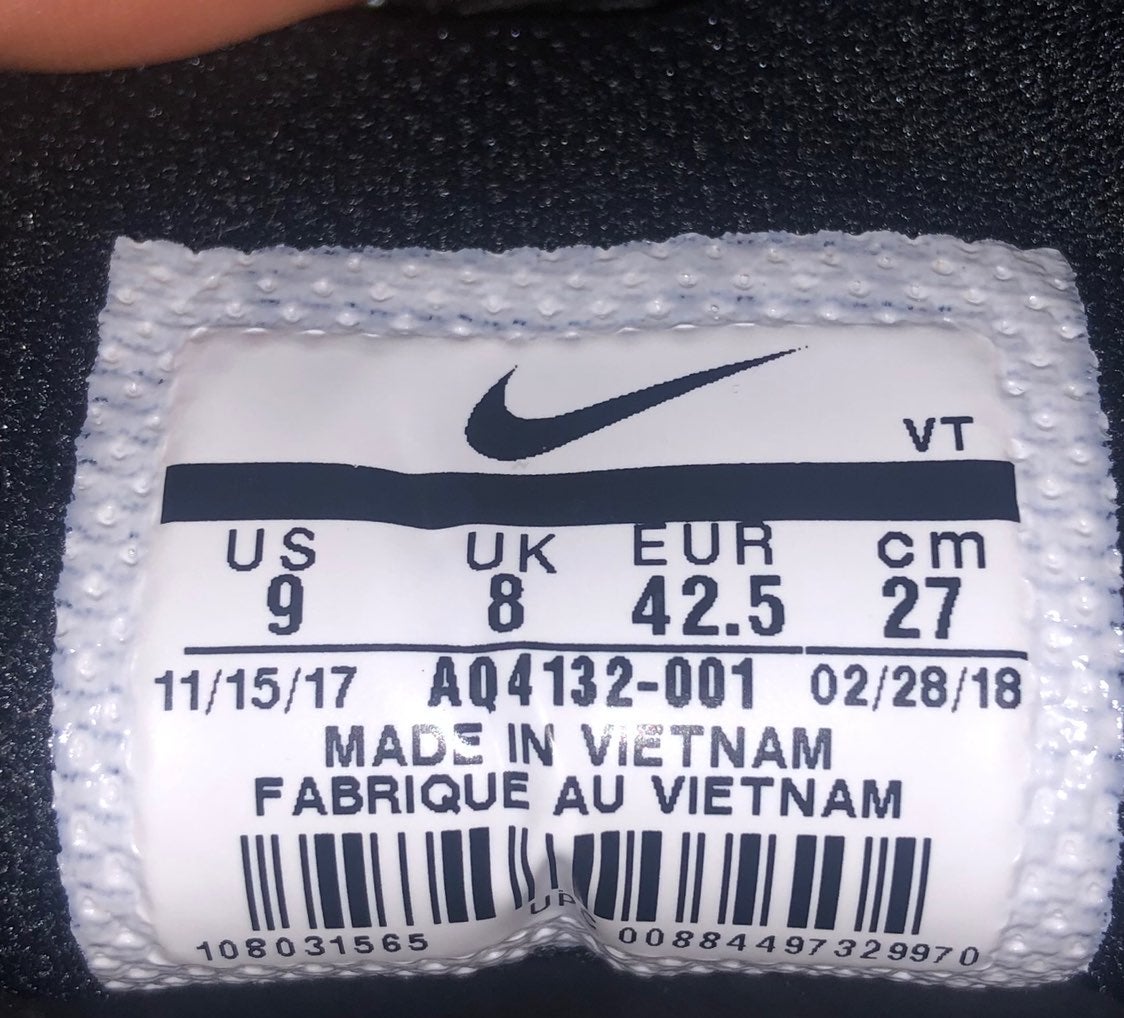 VT
US UK EUR cm
9 8 42.5 27
11/15/17 AQ4132-001 02/28/18
MADE IN VIETNAM
FABRIQUE AU VIETNAM
UPC
108031565 00884497329970